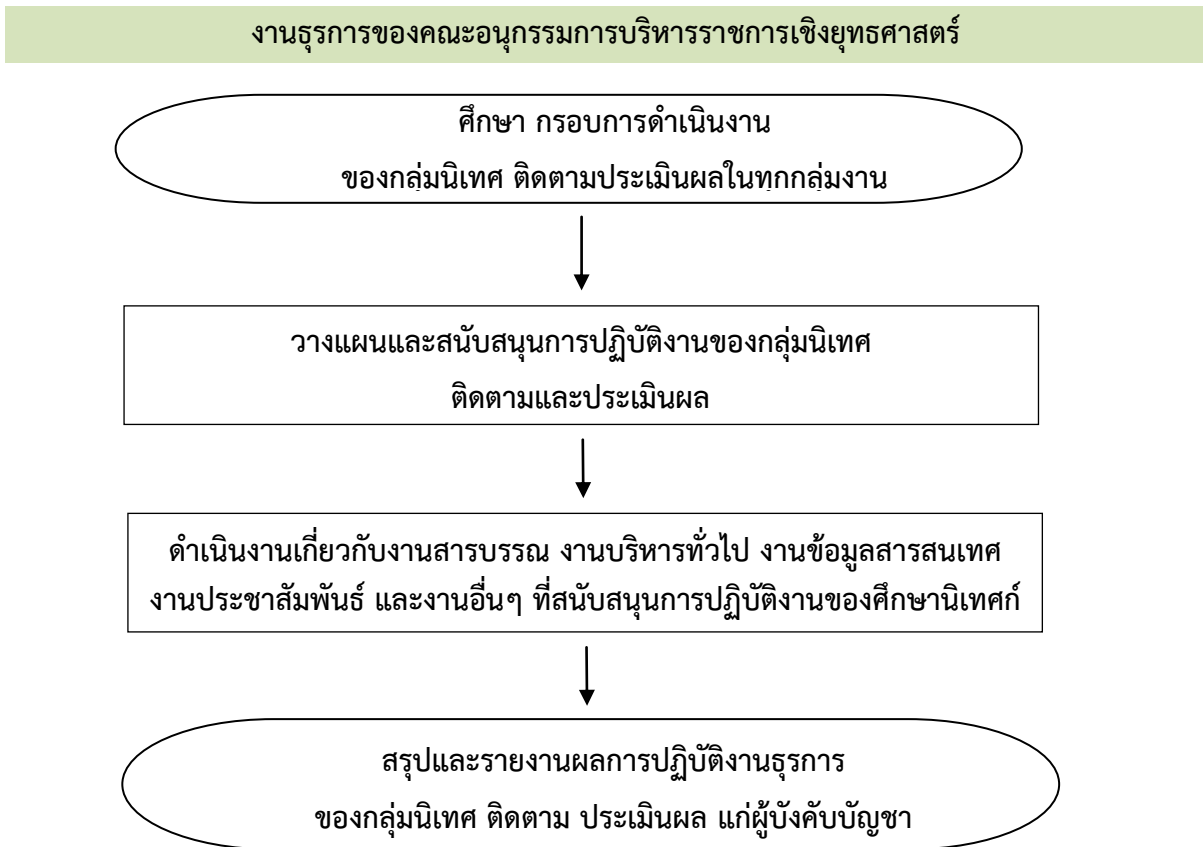 งานธุรการของคณะอนุกรรมการบริหารราชการเชิงยุทธศาสตร์
ศึกษา กรอบการดำเนินงาน
ของกลุ่มนิเทศ ติดตามประเมินผลในทุกกลุ่มงาน
วางแผนและสนับสนุนการปฏิบัติงานของกลุ่มนิเทศ
ติดตามและประเมินผล
ดำเนินงานเกี่ยวกับงานสารบรรณ งานบริหารทั่วไป งานข้อมูลสารสนเทศ
งานประชาสัมพันธ์ และงานอื่นๆ ที่สนับสนุนการปฏิบัติงานของศึกษานิเทศก์
สรุปและรายงานผลการปฏิบัติงานธุรการ
ของกลุ่มนิเทศ ติดตาม ประเมินผล แก่ผู้บังคับบัญชา